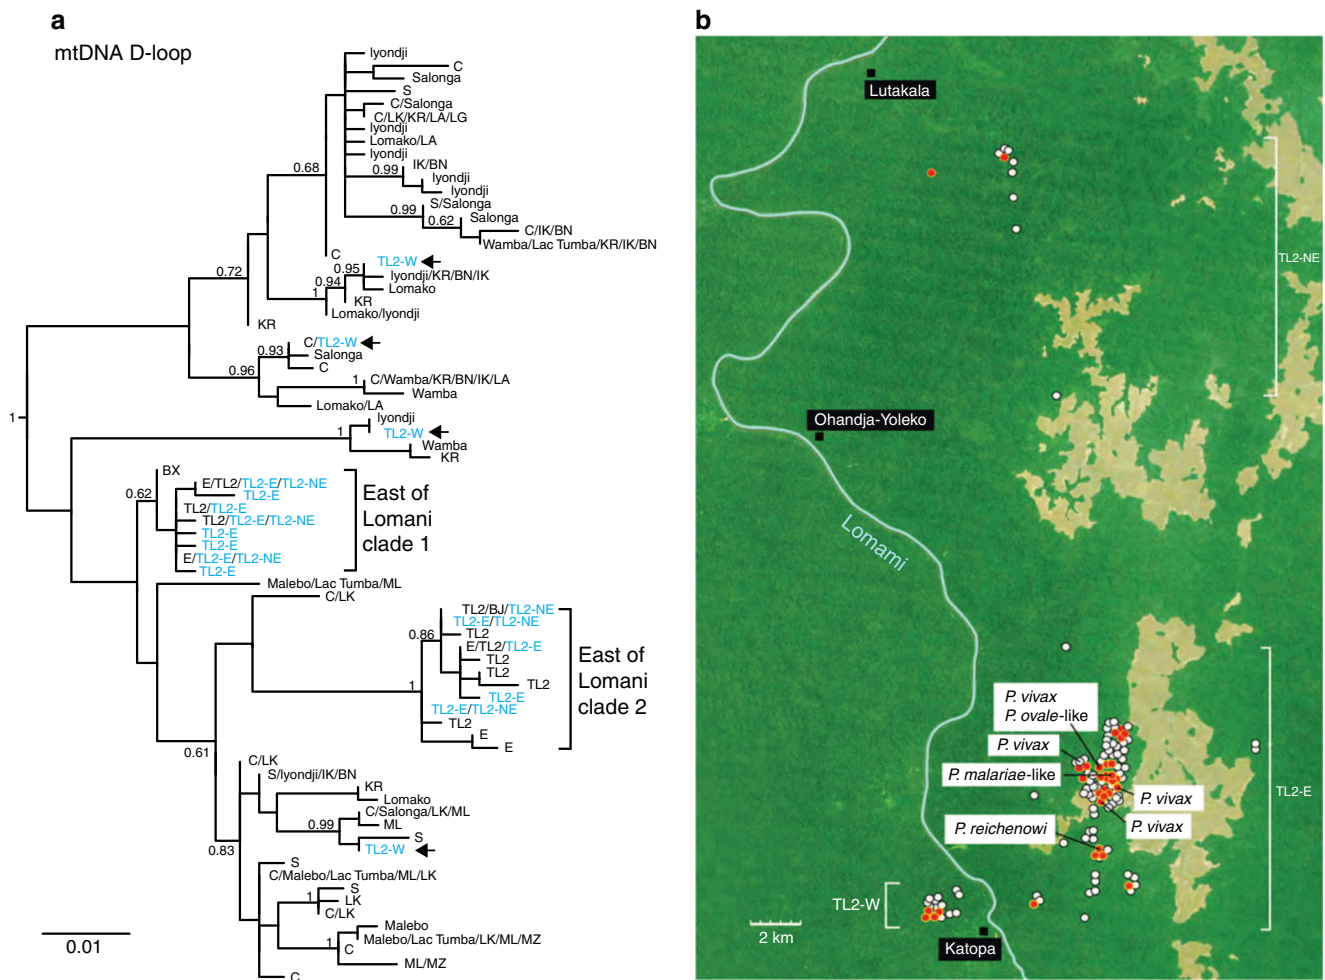 a
mtDNA D-loop
Iyondji
C
Salonga
S
C/Salonga
C/LK/KR/LA/LG
Iyondji
Lomako/LA
Iyondji
0.68
0.99
IK/BN
Iyondji
Iyondji
0.99
S/Salonga
0.62
Salonga
C/IK/BN
Wamba/Lac Tumba/KR/IK/BN
C
0.72
TL2-W
0.95
Iyondji/KR/BN/IK
0.94
Lomako
1
KR
Lomako/Iyondji
KR
C/TL2-W
0.93
Salonga
C
0.96
1
C/Wamba/KR/BN/IK/LA
Wamba
Lomako/LA
1
Iyondji
1
TL2-W
Wamba
KR
BX
0.62
E/TL2/TL2-E/TL2-NE
TL2-E
TL2/TL2-E
TL2/TL2-E/TL2-NE
TL2-E
TL2-E
E/TL2-E/TL2-NE
TL2-E
East of
Lomani
clade 1
Malebo/Lac Tumba/ML
C/LK
TL2/BJ/TL2-NE
TL2-E/TL2-NE
0.86
TL2
E/TL2/TL2-E
TL2
TL2
TL2
1
TL2-E
TL2-E/TL2-NE
TL2
E
E
East of
Lomani
clade 2
0.61
C/LK
S/Iyondji/IK/BN
KR
Lomako
C/Salonga/LK/ML
0.99
ML
S
TL2-W
0.83
S
C/Malebo/Lac Tumba/ML/LK
S
1
LK
C/LK
Malebo
1
Malebo/Lac Tumba/LK/ML/MZ
C
ML/MZ
C
0.01
b
Lutakala
TL2-NE
Ohandja-Yoleko
Lomami
P. vivax
P. ovale-like
P. vivax
P. malariae-like
P. vivax
P. vivax
P. reichenowi
TL2-E
TL2-W
2 km
Katopa